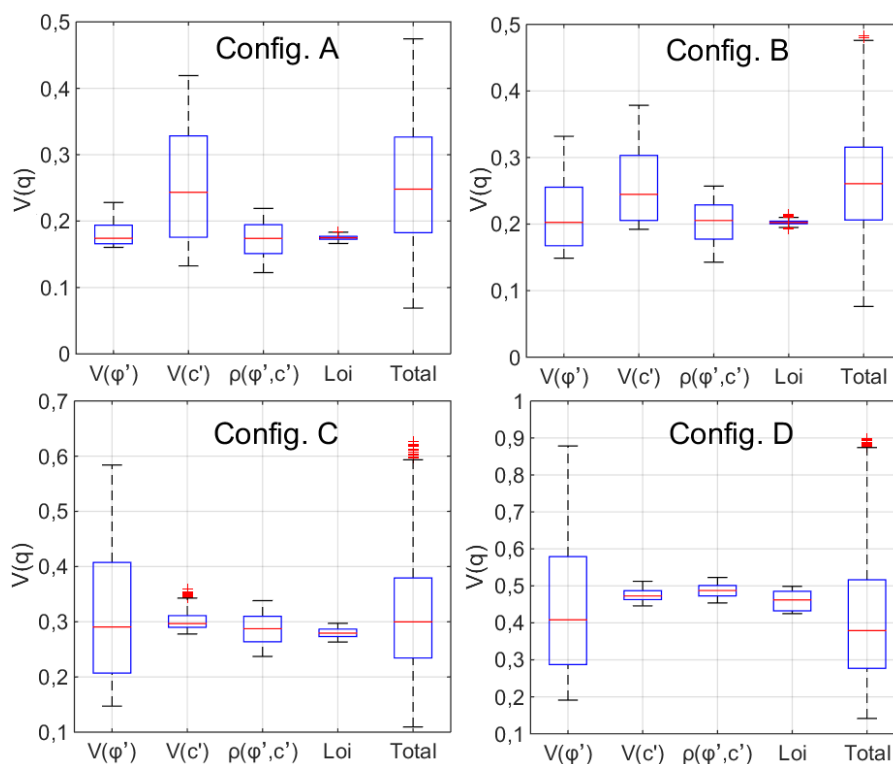 Config. A
V(q)
0,5
0,4
0,3
0,2
0,1
0
V(φ’) V(c') ρ(φ’,c’) Loi Total
Config. B
V(q)
0,5
0,4
0,3
0,2
0,1
0
V(φ’) V(c') ρ(φ’,c’) Loi Total
Config. C
V(q)
0,7
0,6
0,5
0,4
0,3
0,2
0,1
V(φ’) V(c') ρ(φ’,c’) Loi Total
Config. D
V(q)
1
0,9
0,8
0,7
0,6
0,5
0,4
0,3
0,2
0,1
V(φ’) V(c') ρ(φ’,c’) Loi Total